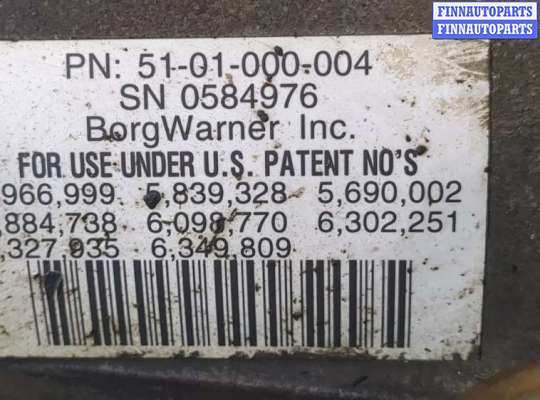 FINNAUTOPARTS
FINNAUTOPARTS
PN: 51-01-000-004
SN 0584976
BorgWarner Inc.
FOR USE UNDER U.S. PATENT NO'S
966,999 5,839,328 5,690,002
,884,738 6,098,770 6,302,251
,327,935 6,349,809